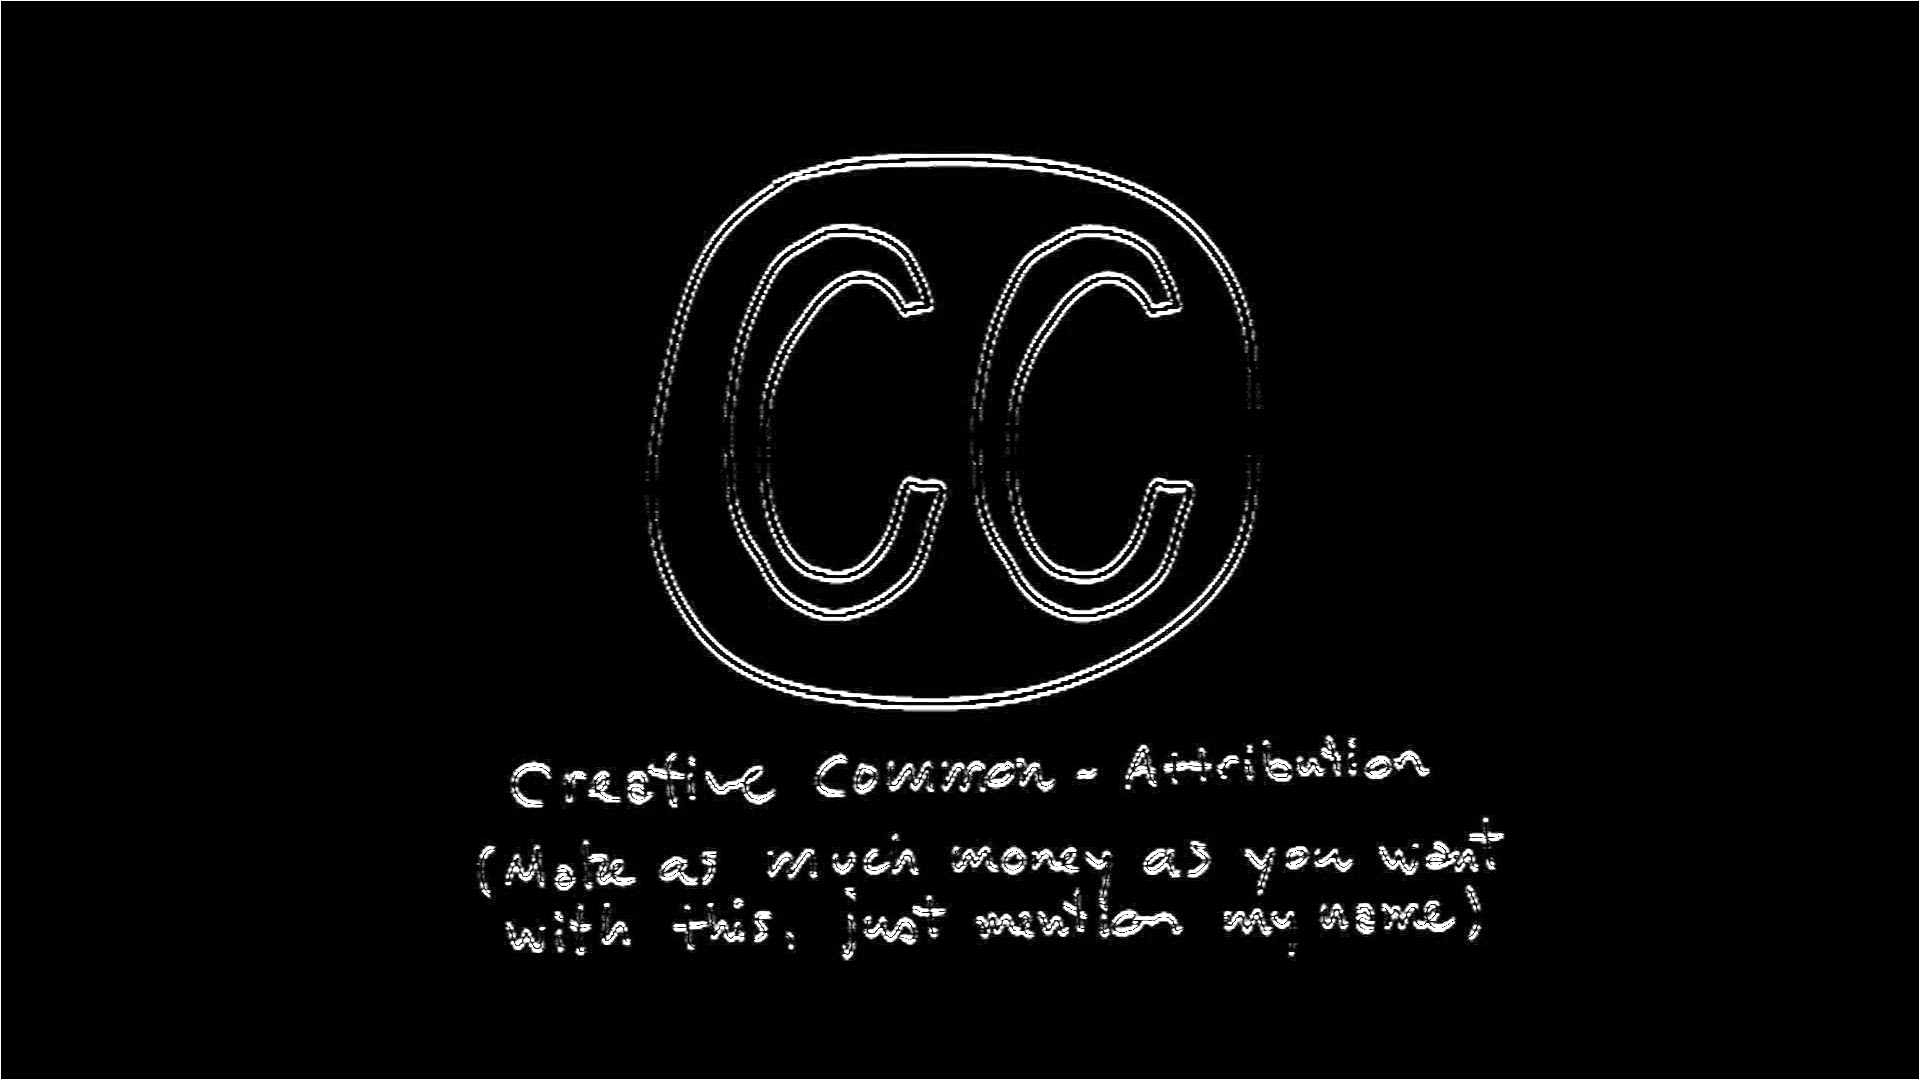 CC
Creative Common - Attribution
(Make as much money as you want
with this, just mention my name)